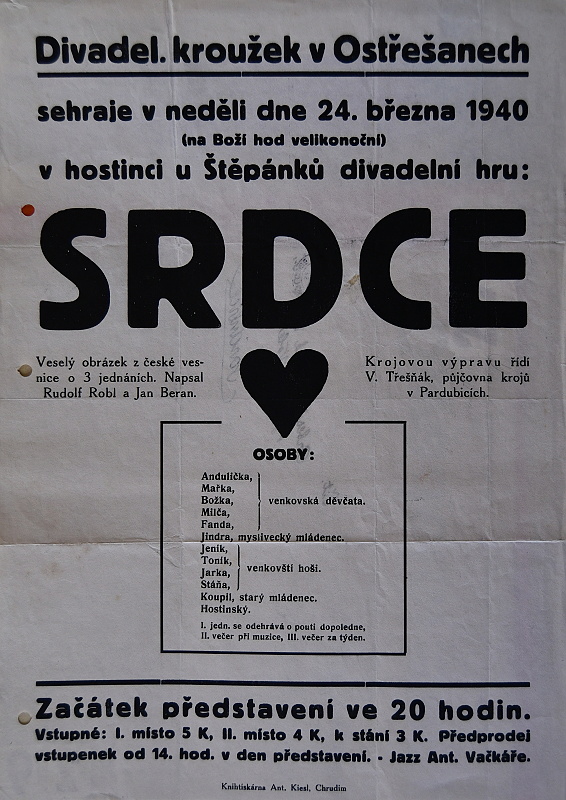 Divadel. kroužek v Ostřešanech
sehraje v neděli dne 24. března 1940
(na Boží hod velikonoční)
v hostinci u Štěpánků divadelní hru:
SRDCE
Veselý obrázek z české ves-
nice o 3 jednáních. Napsal
Rudolf Robl a Jan Beran.
Krojovou výpravu řídí
V. Třešňák, půjčovna krojů
v Pardubicích.
OSOBY:
Andulička,
Mařka,
Božka,
Milča,
Fanda,
venkovská děvčata.
Jindra, myslivecký mládenec.
Jeník,
Toník,
Jarka,
Stáňa,
venkovští hoši.
Koupil, starý mládenec.
Hostinský.
I. jedn. se odehrává o pouti dopoledne,
II. večer při muzice, III. večer za týden.
Začátek představení ve 20 hodin.
Vstupné: I. místo 5 K, II. místo 4 K, k stání 3 K. Předprodej
vstupenek od 14. hod. v den představení. - Jazz Ant. Vačkáře.
Knihtiskárna Ant. Kiesl, Chrudim